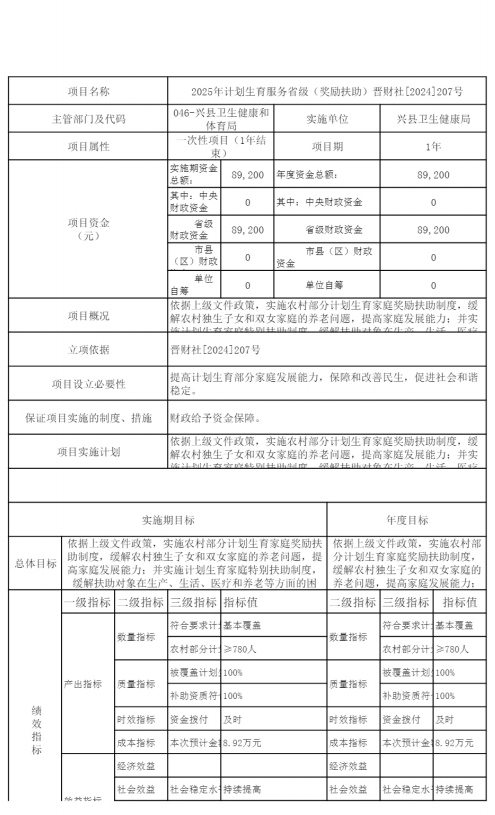 项目名称 2025年计划生育服务省级（奖励扶助）晋财社[2024]207号
主管部门及代码 046-兴县卫生健康和体育局 实施单位 兴县卫生健康局
项目属性 一次性项目（1年结束） 项目期 1年
项目资金（元） 实施期资金总额： 89,200 年度资金总额： 89,200
其中：中央财政资金 0 其中：中央财政资金 0
省级财政资金 89,200 省级财政资金 89,200
市县（区）财政 0 市县（区）财政资金 0
单位自筹 0 单位自筹 0
项目概况 依据上级文件政策，实施农村部分计划生育家庭奖励扶助制度，缓
解农村独生子女和双女家庭的养老问题，提高家庭发展能力；并实
施计划生育家庭特别扶助制度，缓解扶助对象在生产、生活、医疗
立项依据 晋财社[2024]207号
项目设立必要性 提高计划生育部分家庭发展能力，保障和改善民生，促进社会和谐
稳定。
保证项目实施的制度、措施 财政给予资金保障。
项目实施计划 依据上级文件政策，实施农村部分计划生育家庭奖励扶助制度，缓
解农村独生子女和双女家庭的养老问题，提高家庭发展能力；并实
施计划生育家庭特别扶助制度，缓解扶助对象在生产、生活、医疗
实施期目标 年度目标
总体目标
依据上级文件政策，实施农村部分计划生育家庭奖励扶
助制度，缓解农村独生子女和双女家庭的养老问题，提
高家庭发展能力；并实施计划生育家庭特别扶助制度，
缓解扶助对象在生产、生活、医疗和养老等方面的困
依据上级文件政策，实施农村部
分计划生育家庭奖励扶助制度，
缓解农村独生子女和双女家庭的
养老问题，提高家庭发展能力；
绩效指标
一级指标 二级指标 三级指标 指标值 二级指标 三级指标 指标值
产出指标 数量指标 符合要求计 基本覆盖 数量指标 符合要求计 基本覆盖
农村部分计 ≥780人 农村部分计 ≥780人
质量指标 被覆盖计划 100% 质量指标 被覆盖计划 100%
补助资质符 100% 补助资质符 100%
时效指标 资金拨付 及时 时效指标 资金拨付 及时
成本指标 本次预计金 8.92万元 成本指标 本次预计金 8.92万元
效益指标 经济效益 经济效益
社会效益 社会稳定水 持续提高 社会效益 社会稳定水 持续提高